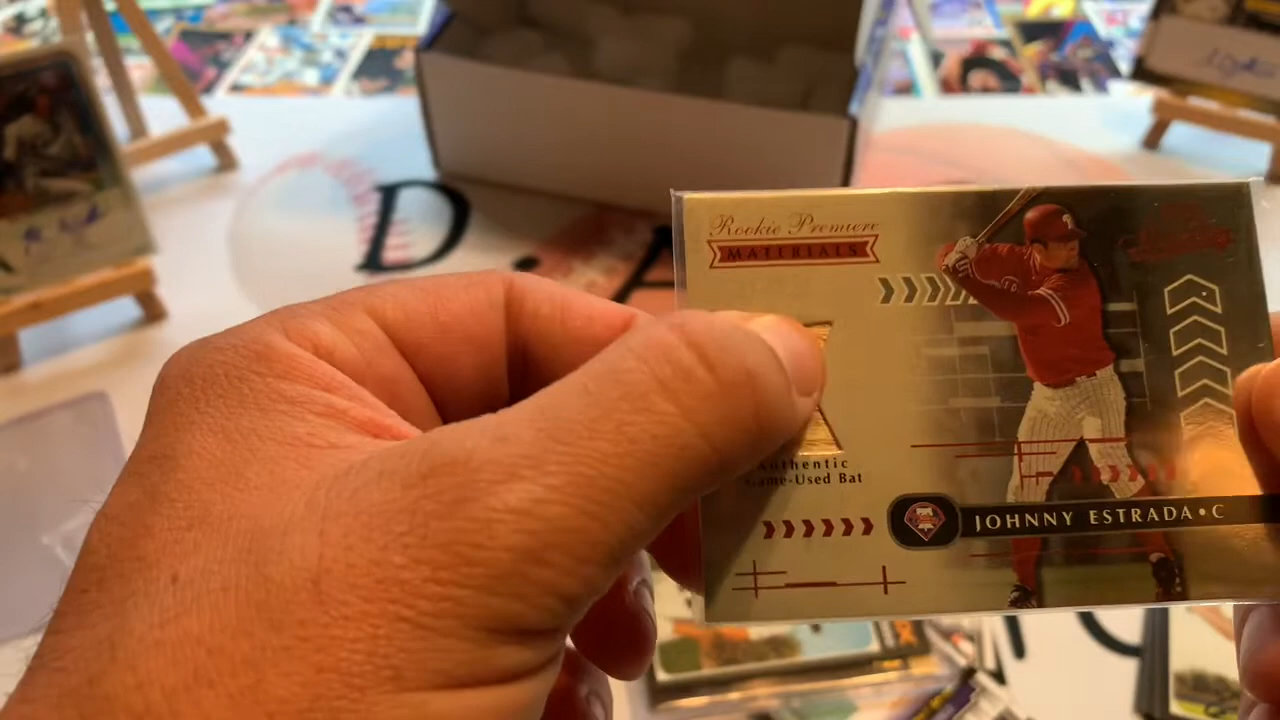 D.A
Rookie Premiere
MATERIALS
Authentic
Game-Used Bat
JOHNNY ESTRADA • C